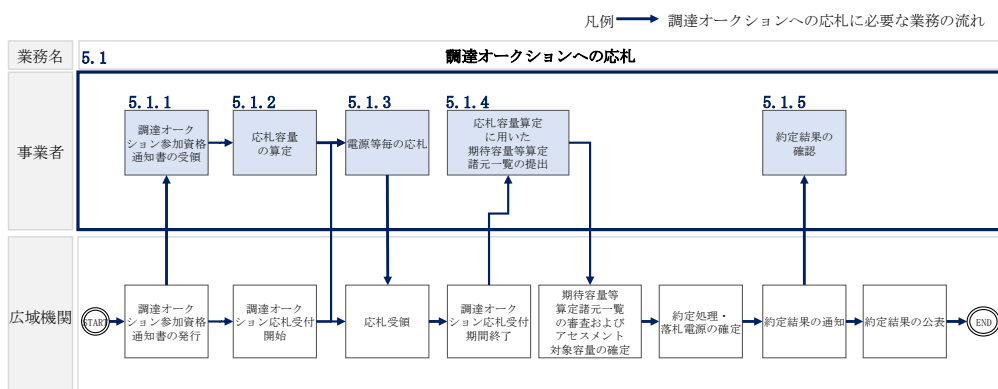 凡例 調達オークションへの応札に必要な業務の流れ
業務名
5.1
調達オークションへの応札
事業者
5.1.1
調達オーク
ション参加資格
通知書の受領
5.1.2
応札容量
の算定
5.1.3
電源等毎の応札
5.1.4
応札容量算定
に用いた
期待容量等算定
諸元一覧の提出
5.1.5
約定結果の
確認
広域機関
START
調達オーク
ション参加資格
通知書の発行
調達オーク
ション応札受付
開始
応札受領
調達オーク
ション応札受付
期間終了
期待容量等
算定諸元一覧
の審査および
アセスメント
対象容量の確定
約定処理・
落札電源の確定
約定結果の通知
約定結果の公表
END